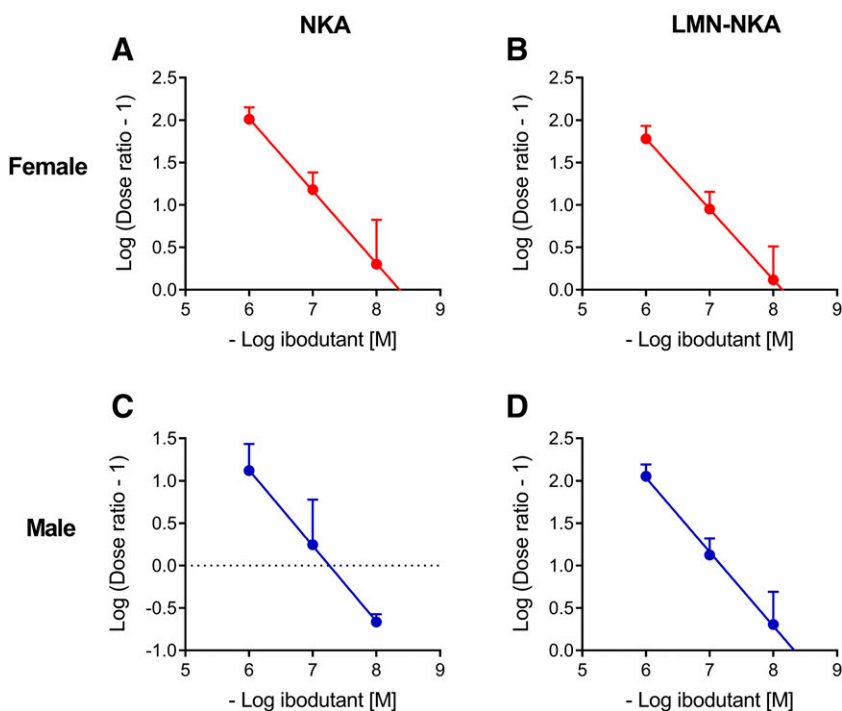 NKA
LMN-NKA
Female
Male
A
Log (Dose ratio - 1)
2.5
2.0
1.5
1.0
0.5
0.0
5 6 7 8 9
- Log ibodutant [M]
B
Log (Dose ratio - 1)
2.5
2.0
1.5
1.0
0.5
0.0
5 6 7 8 9
- Log ibodutant [M]
C
Log (Dose ratio - 1)
1.5
1.0
0.5
0.0
-0.5
-1.0
5 6 7 8 9
- Log ibodutant [M]
D
Log (Dose ratio - 1)
2.5
2.0
1.5
1.0
0.5
0.0
5 6 7 8 9
- Log ibodutant [M]